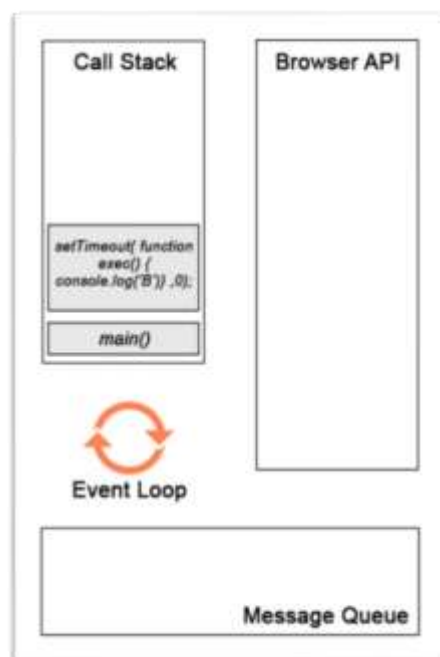 Call Stack
Browser API
setTimeout( function
exec() {
console.log('B')} ,0);
main()
Event Loop
Message Queue